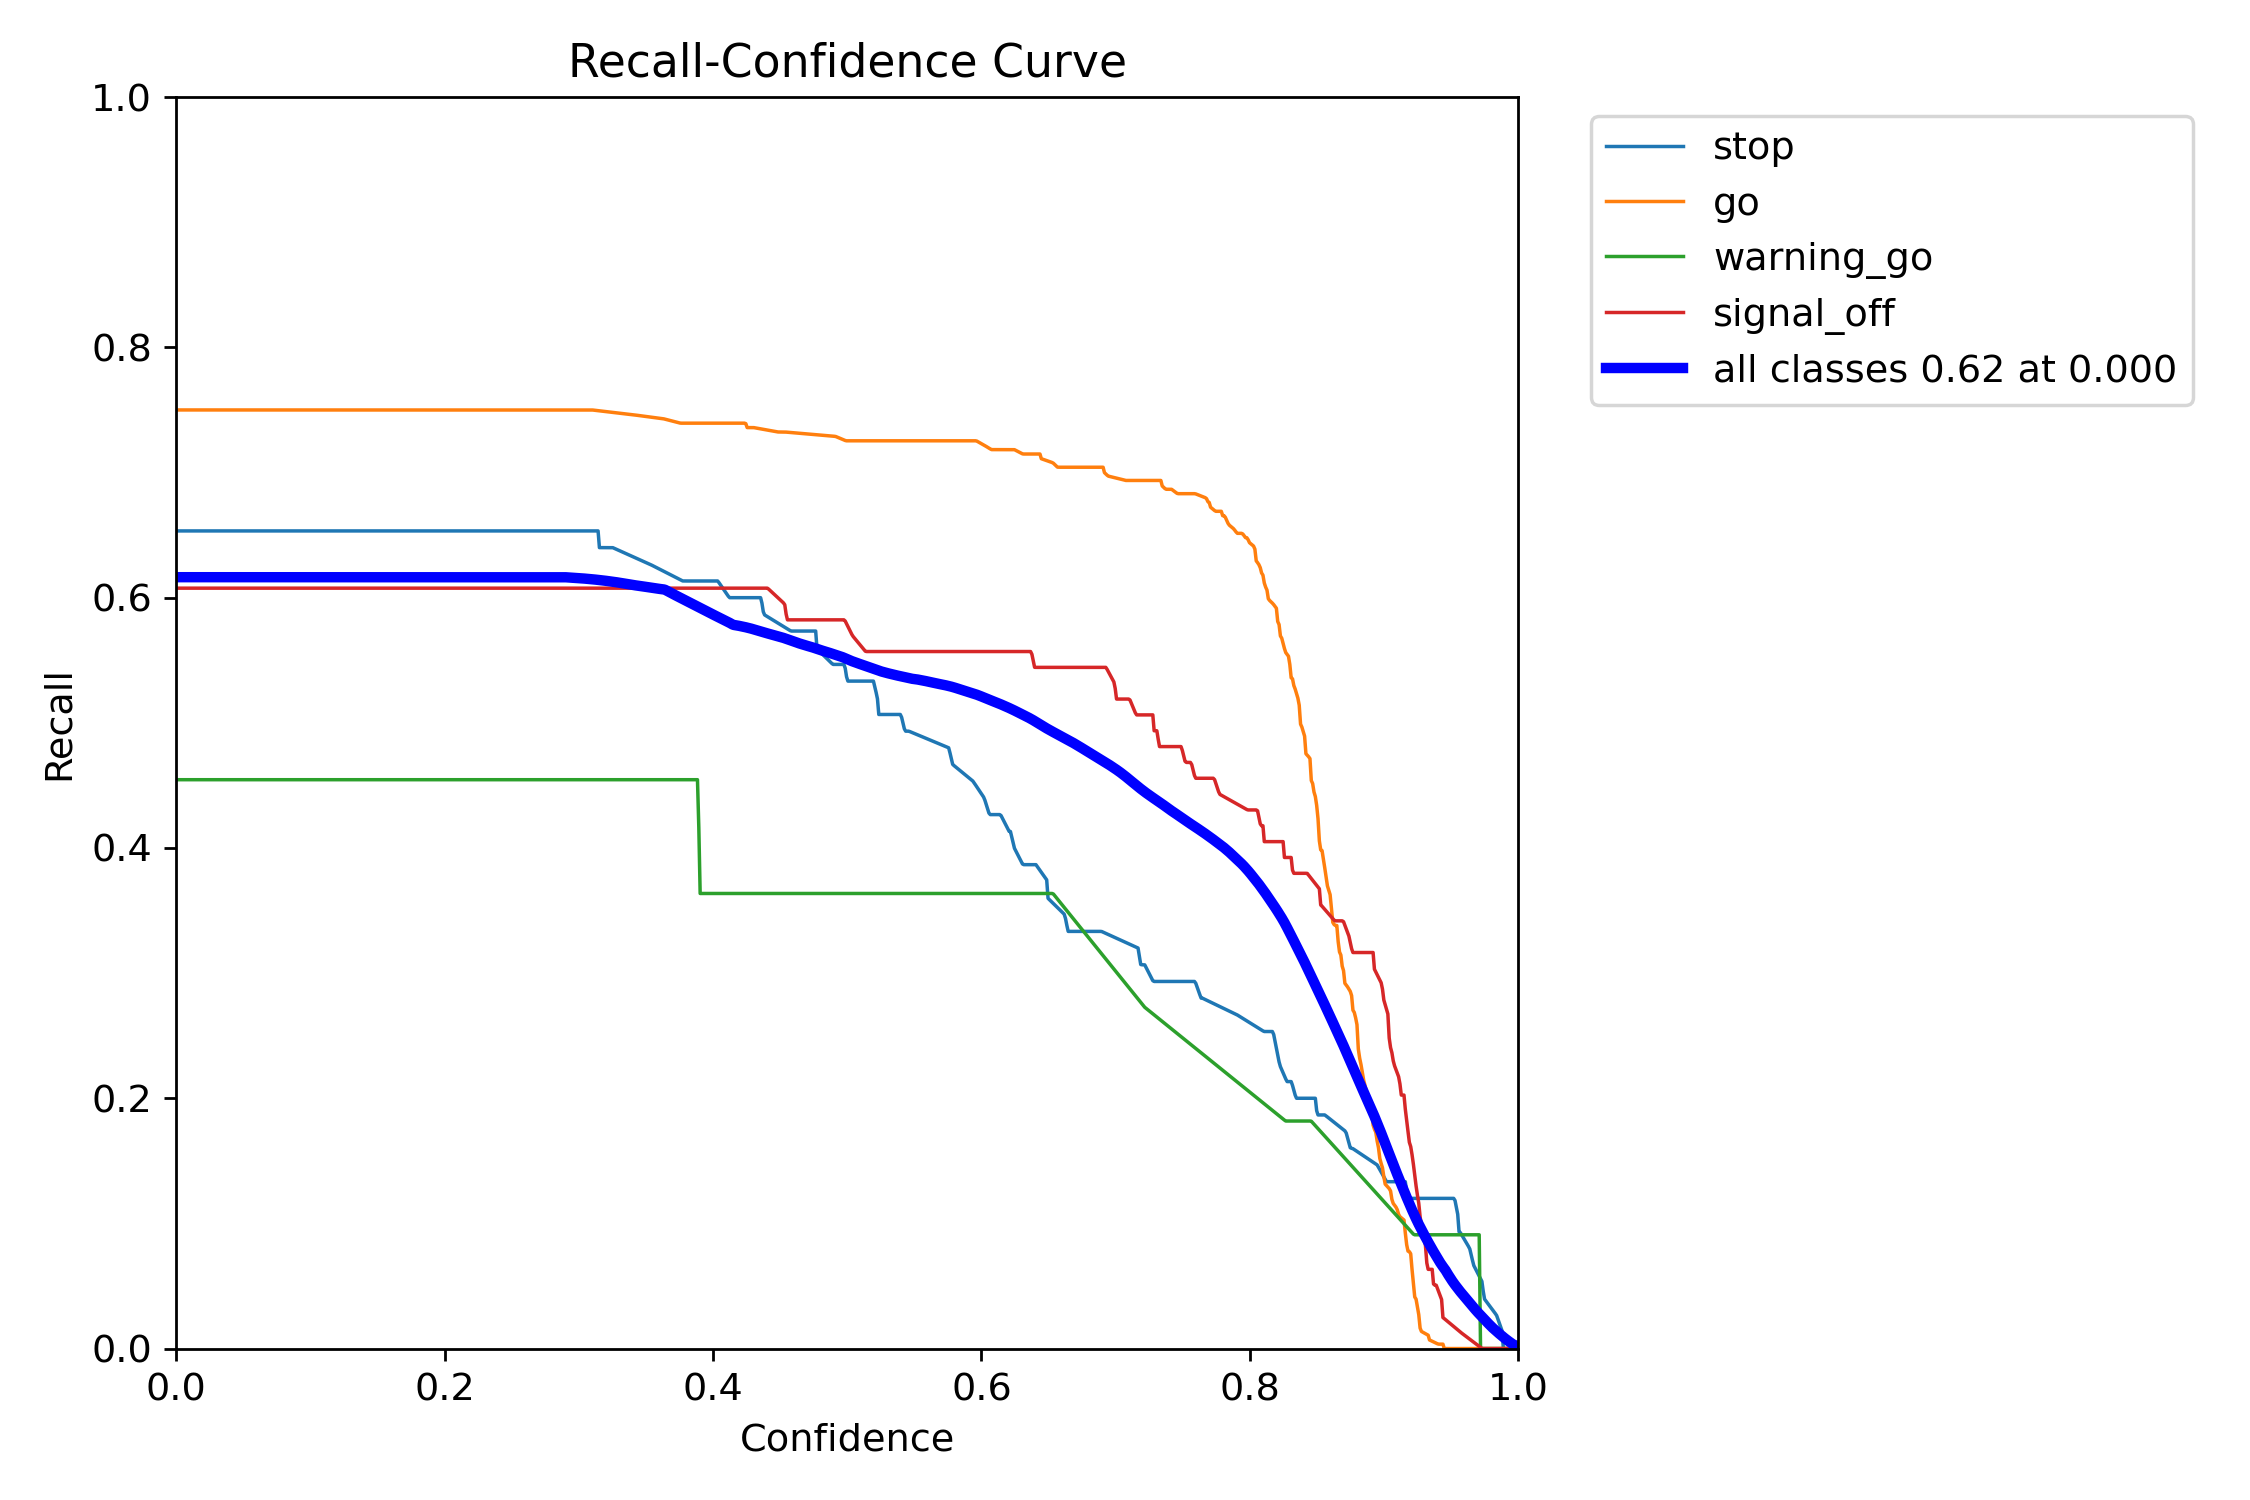 Recall-Confidence Curve
1.0
0.8
0.6
0.4
0.2
0.0
Recall
0.0 0.2 0.4 0.6 0.8 1.0
Confidence
stop
go
warning_go
signal_off
all classes 0.62 at 0.000